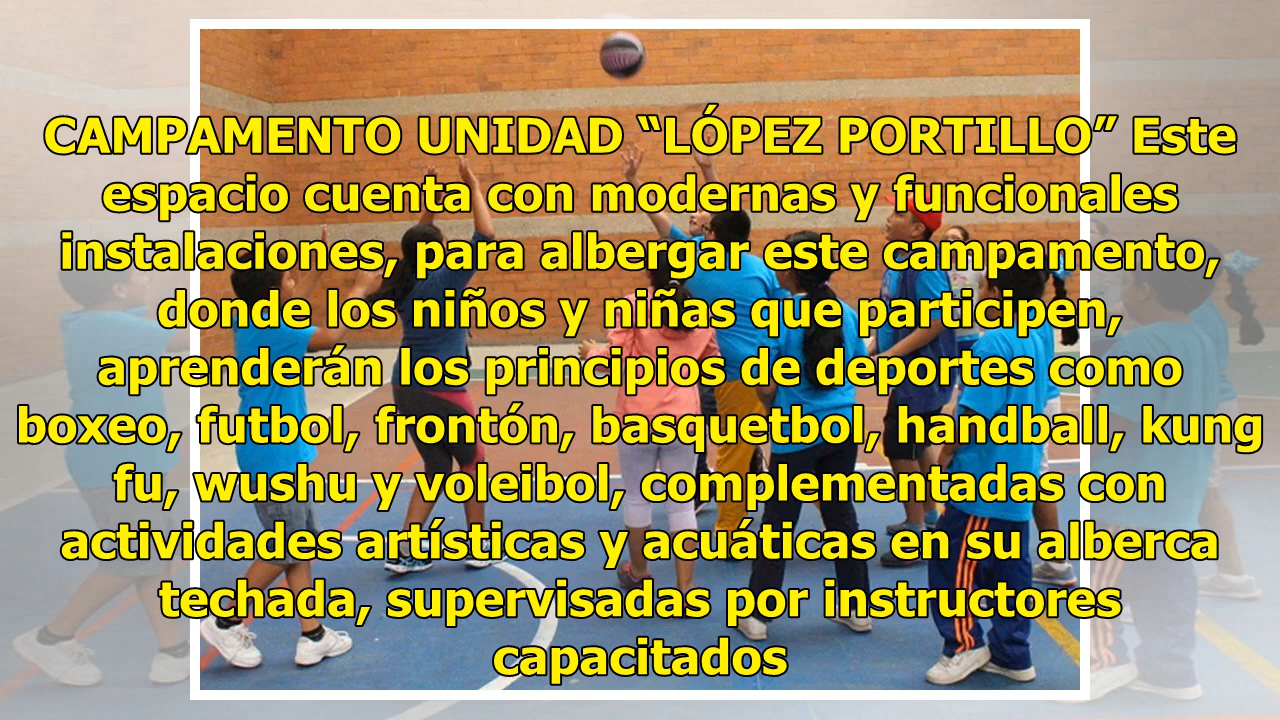 CAMPAMENTO UNIDAD “LÓPEZ PORTILLO” Este
espacio cuenta con modernas y funcionales
instalaciones, para albergar este campamento,
donde los niños y niñas que participen,
aprenderán los principios de deportes como
boxeo, futbol, frontón, basquetbol, handball, kung
fu, wushu y voleibol, complementadas con
actividades artísticas y acuáticas en su alberca
techada, supervisadas por instructores
capacitados